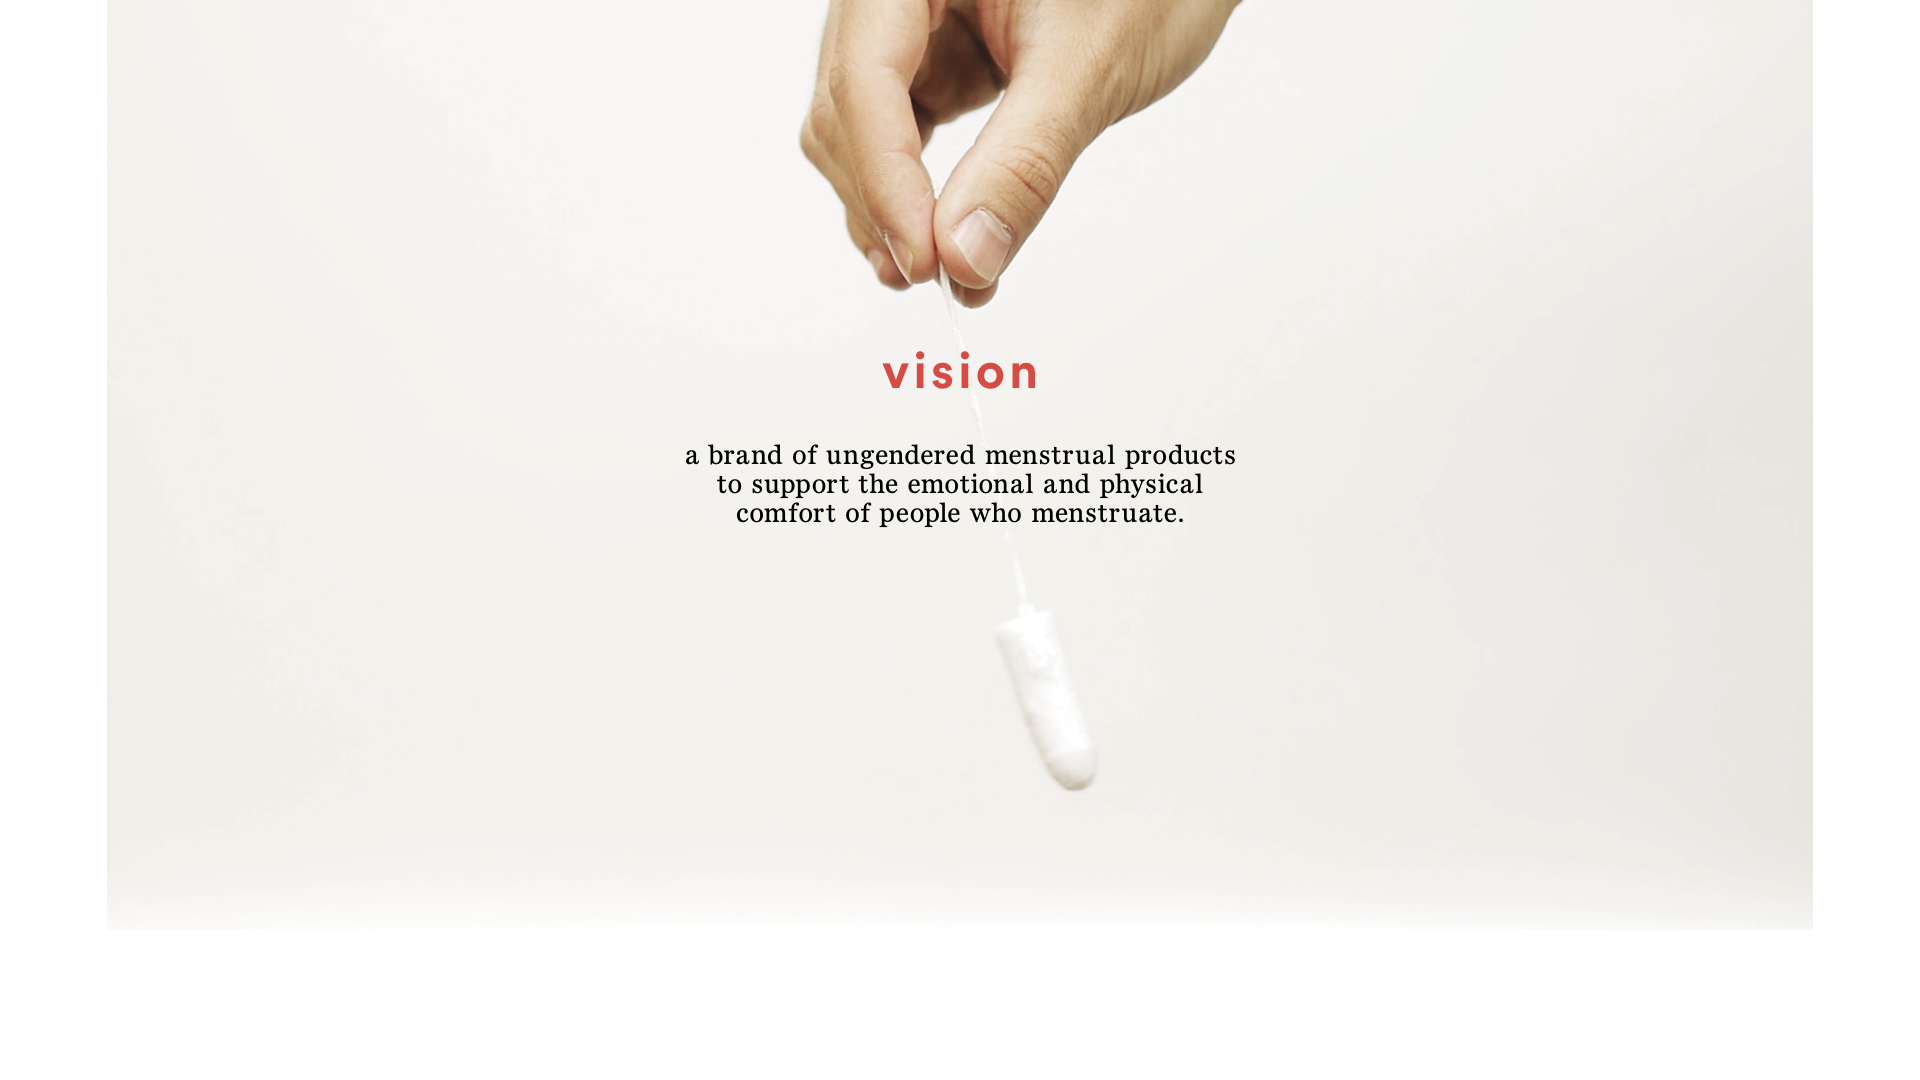 vision
a brand of ungendered menstrual products
to support the emotional and physical
comfort of people who menstruate.